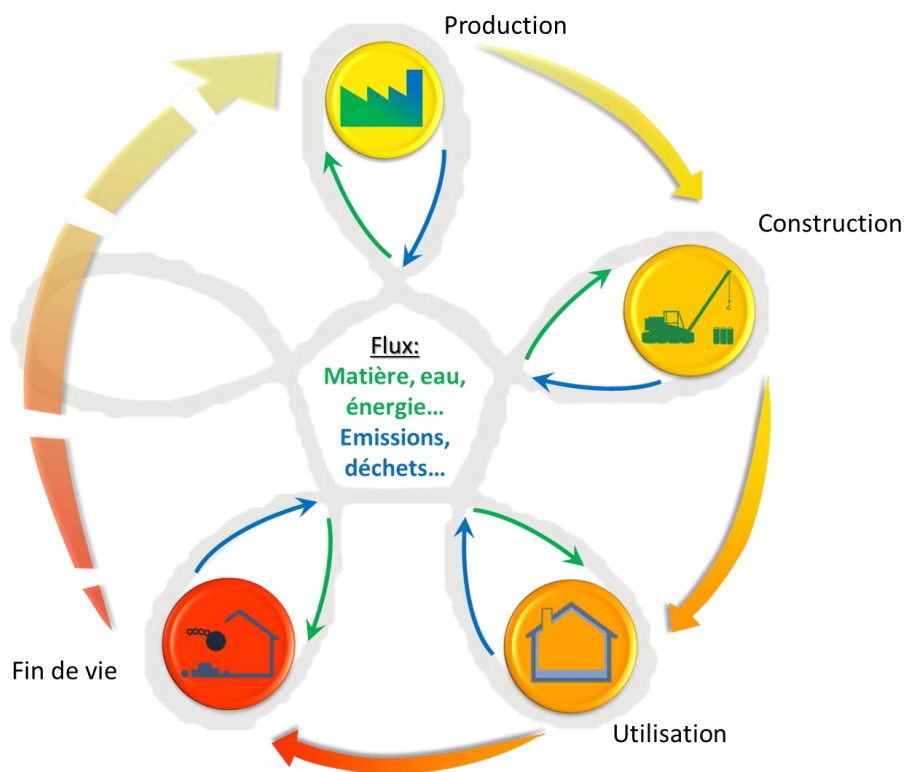 Production
Construction
Flux:
Matière, eau,
énergie...
Emissions,
déchets...
Fin de vie
Utilisation